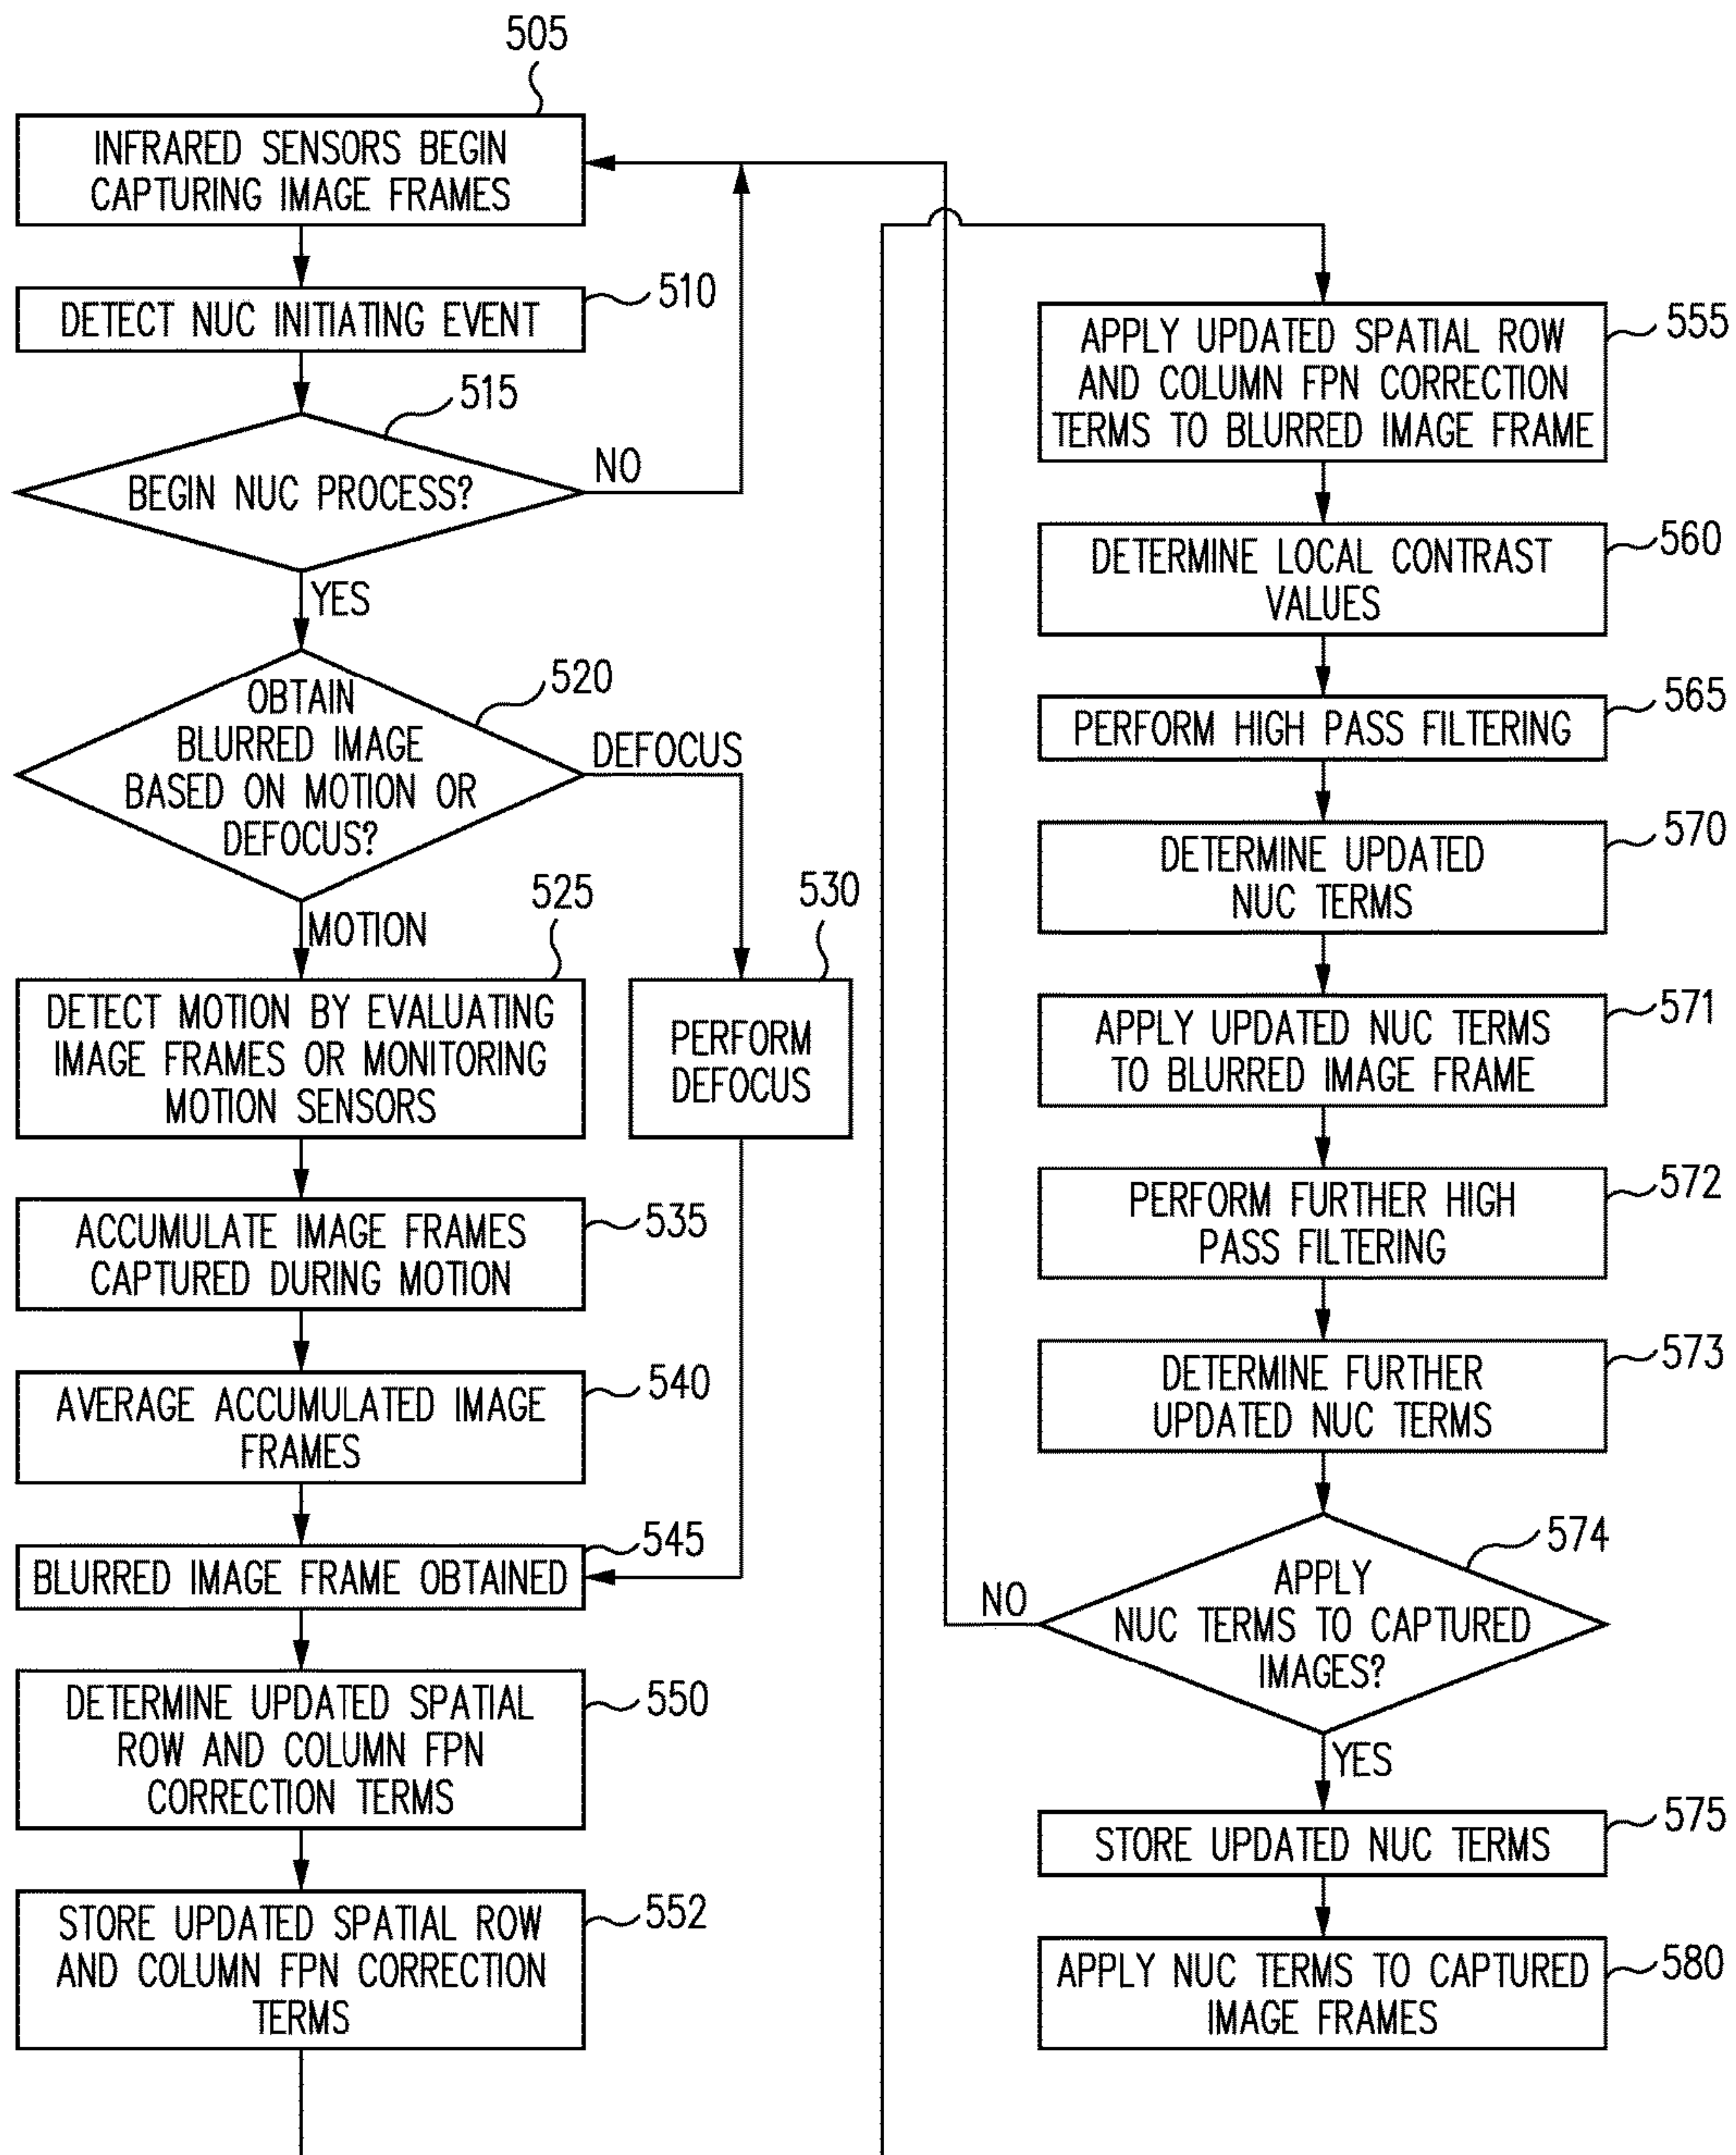 505
INFRARED SENSORS BEGIN
CAPTURING IMAGE FRAMES
DETECT NUC INITIATING EVENT
510
515
BEGIN NUC PROCESS?
NO
YES
520
OBTAIN
BLURRED IMAGE
BASED ON MOTION OR
DEFOCUS?
DEFOCUS
MOTION
525
DETECT MOTION BY EVALUATING
IMAGE FRAMES OR MONITORING
MOTION SENSORS
530
PERFORM
DEFOCUS
ACCUMULATE IMAGE FRAMES
CAPTURED DURING MOTION
535
AVERAGE ACCUMULATED IMAGE
FRAMES
540
545
BLURRED IMAGE FRAME OBTAINED
DETERMINE UPDATED SPATIAL
ROW AND COLUMN FPN
CORRECTION TERMS
550
STORE UPDATED SPATIAL ROW
AND COLUMN FPN CORRECTION
TERMS
552
APPLY UPDATED SPATIAL ROW
AND COLUMN FPN CORRECTION
TERMS TO BLURRED IMAGE FRAME
555
DETERMINE LOCAL CONTRAST
VALUES
560
PERFORM HIGH PASS FILTERING
565
DETERMINE UPDATED
NUC TERMS
570
APPLY UPDATED NUC TERMS
TO BLURRED IMAGE FRAME
571
PERFORM FURTHER HIGH
PASS FILTERING
572
DETERMINE FURTHER
UPDATED NUC TERMS
573
574
APPLY
NUC TERMS TO CAPTURED
IMAGES?
NO
YES
STORE UPDATED NUC TERMS
575
APPLY NUC TERMS TO CAPTURED
IMAGE FRAMES
580